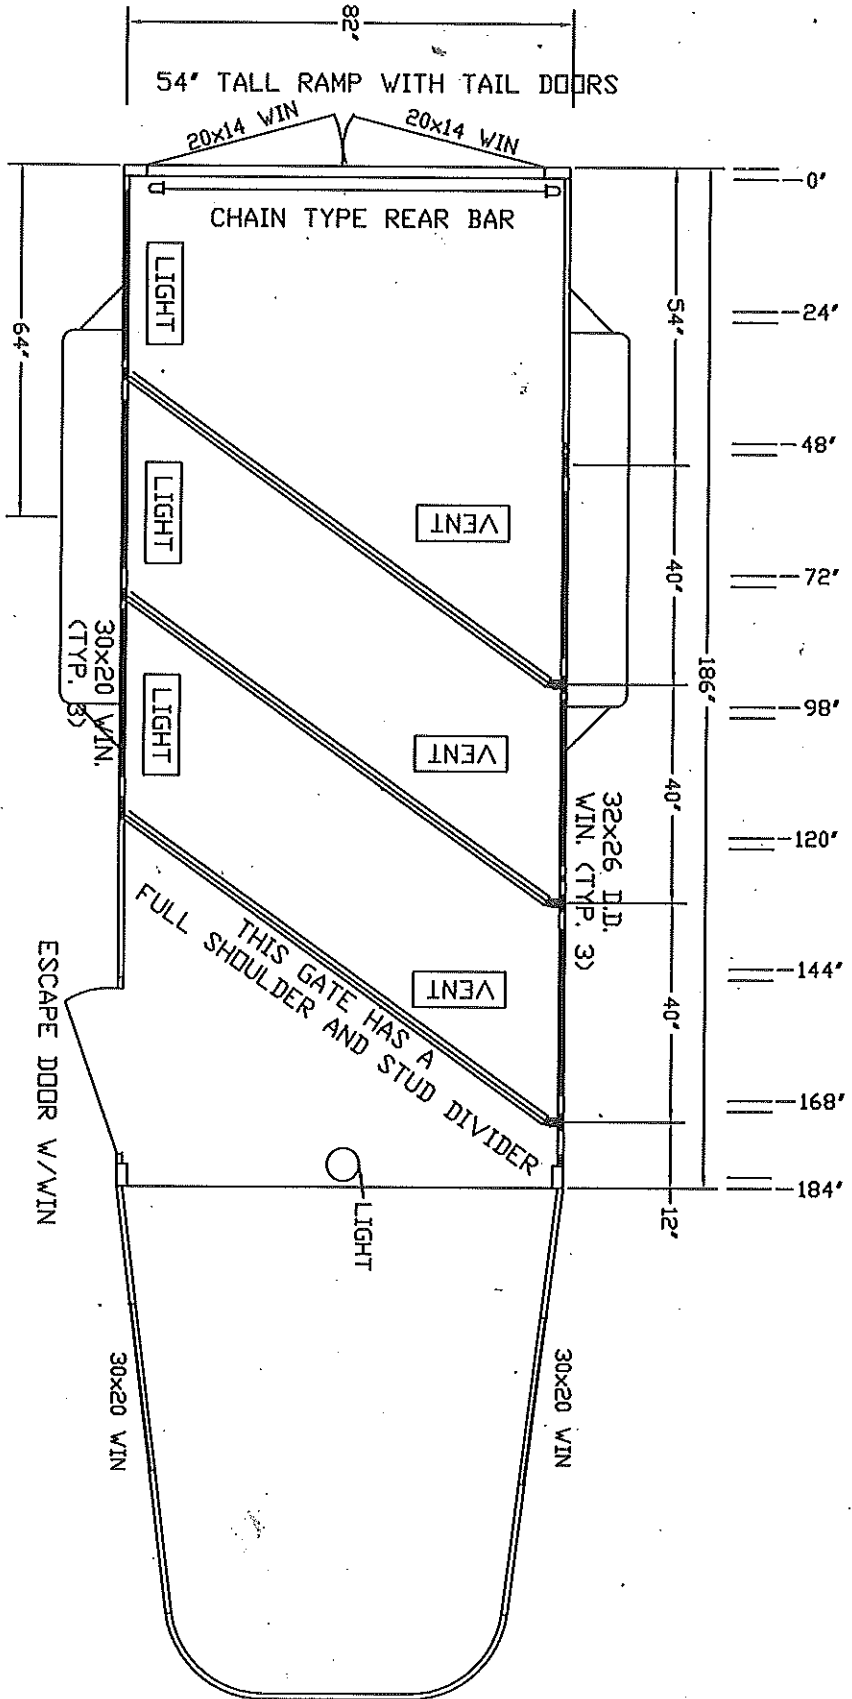 82"
54" TALL RAMP WITH TAIL DOORS
20x14 WIN
20x14 WIN
CHAIN TYPE REAR BAR
0"
24"
48"
72"
98"
120"
144"
168"
184"
186"
54"
40"
40"
40"
12"
64"
LIGHT
LIGHT
LIGHT
VENT
VENT
VENT
30x20 WIN.
(TYP. 3)
32x26 D.D.
WIN. (TYP. 3)
THIS GATE HAS A
FULL SHOULDER AND STUD DIVIDER
ESCAPE DOOR W/WIN
LIGHT
30x20 WIN
30x20 WIN